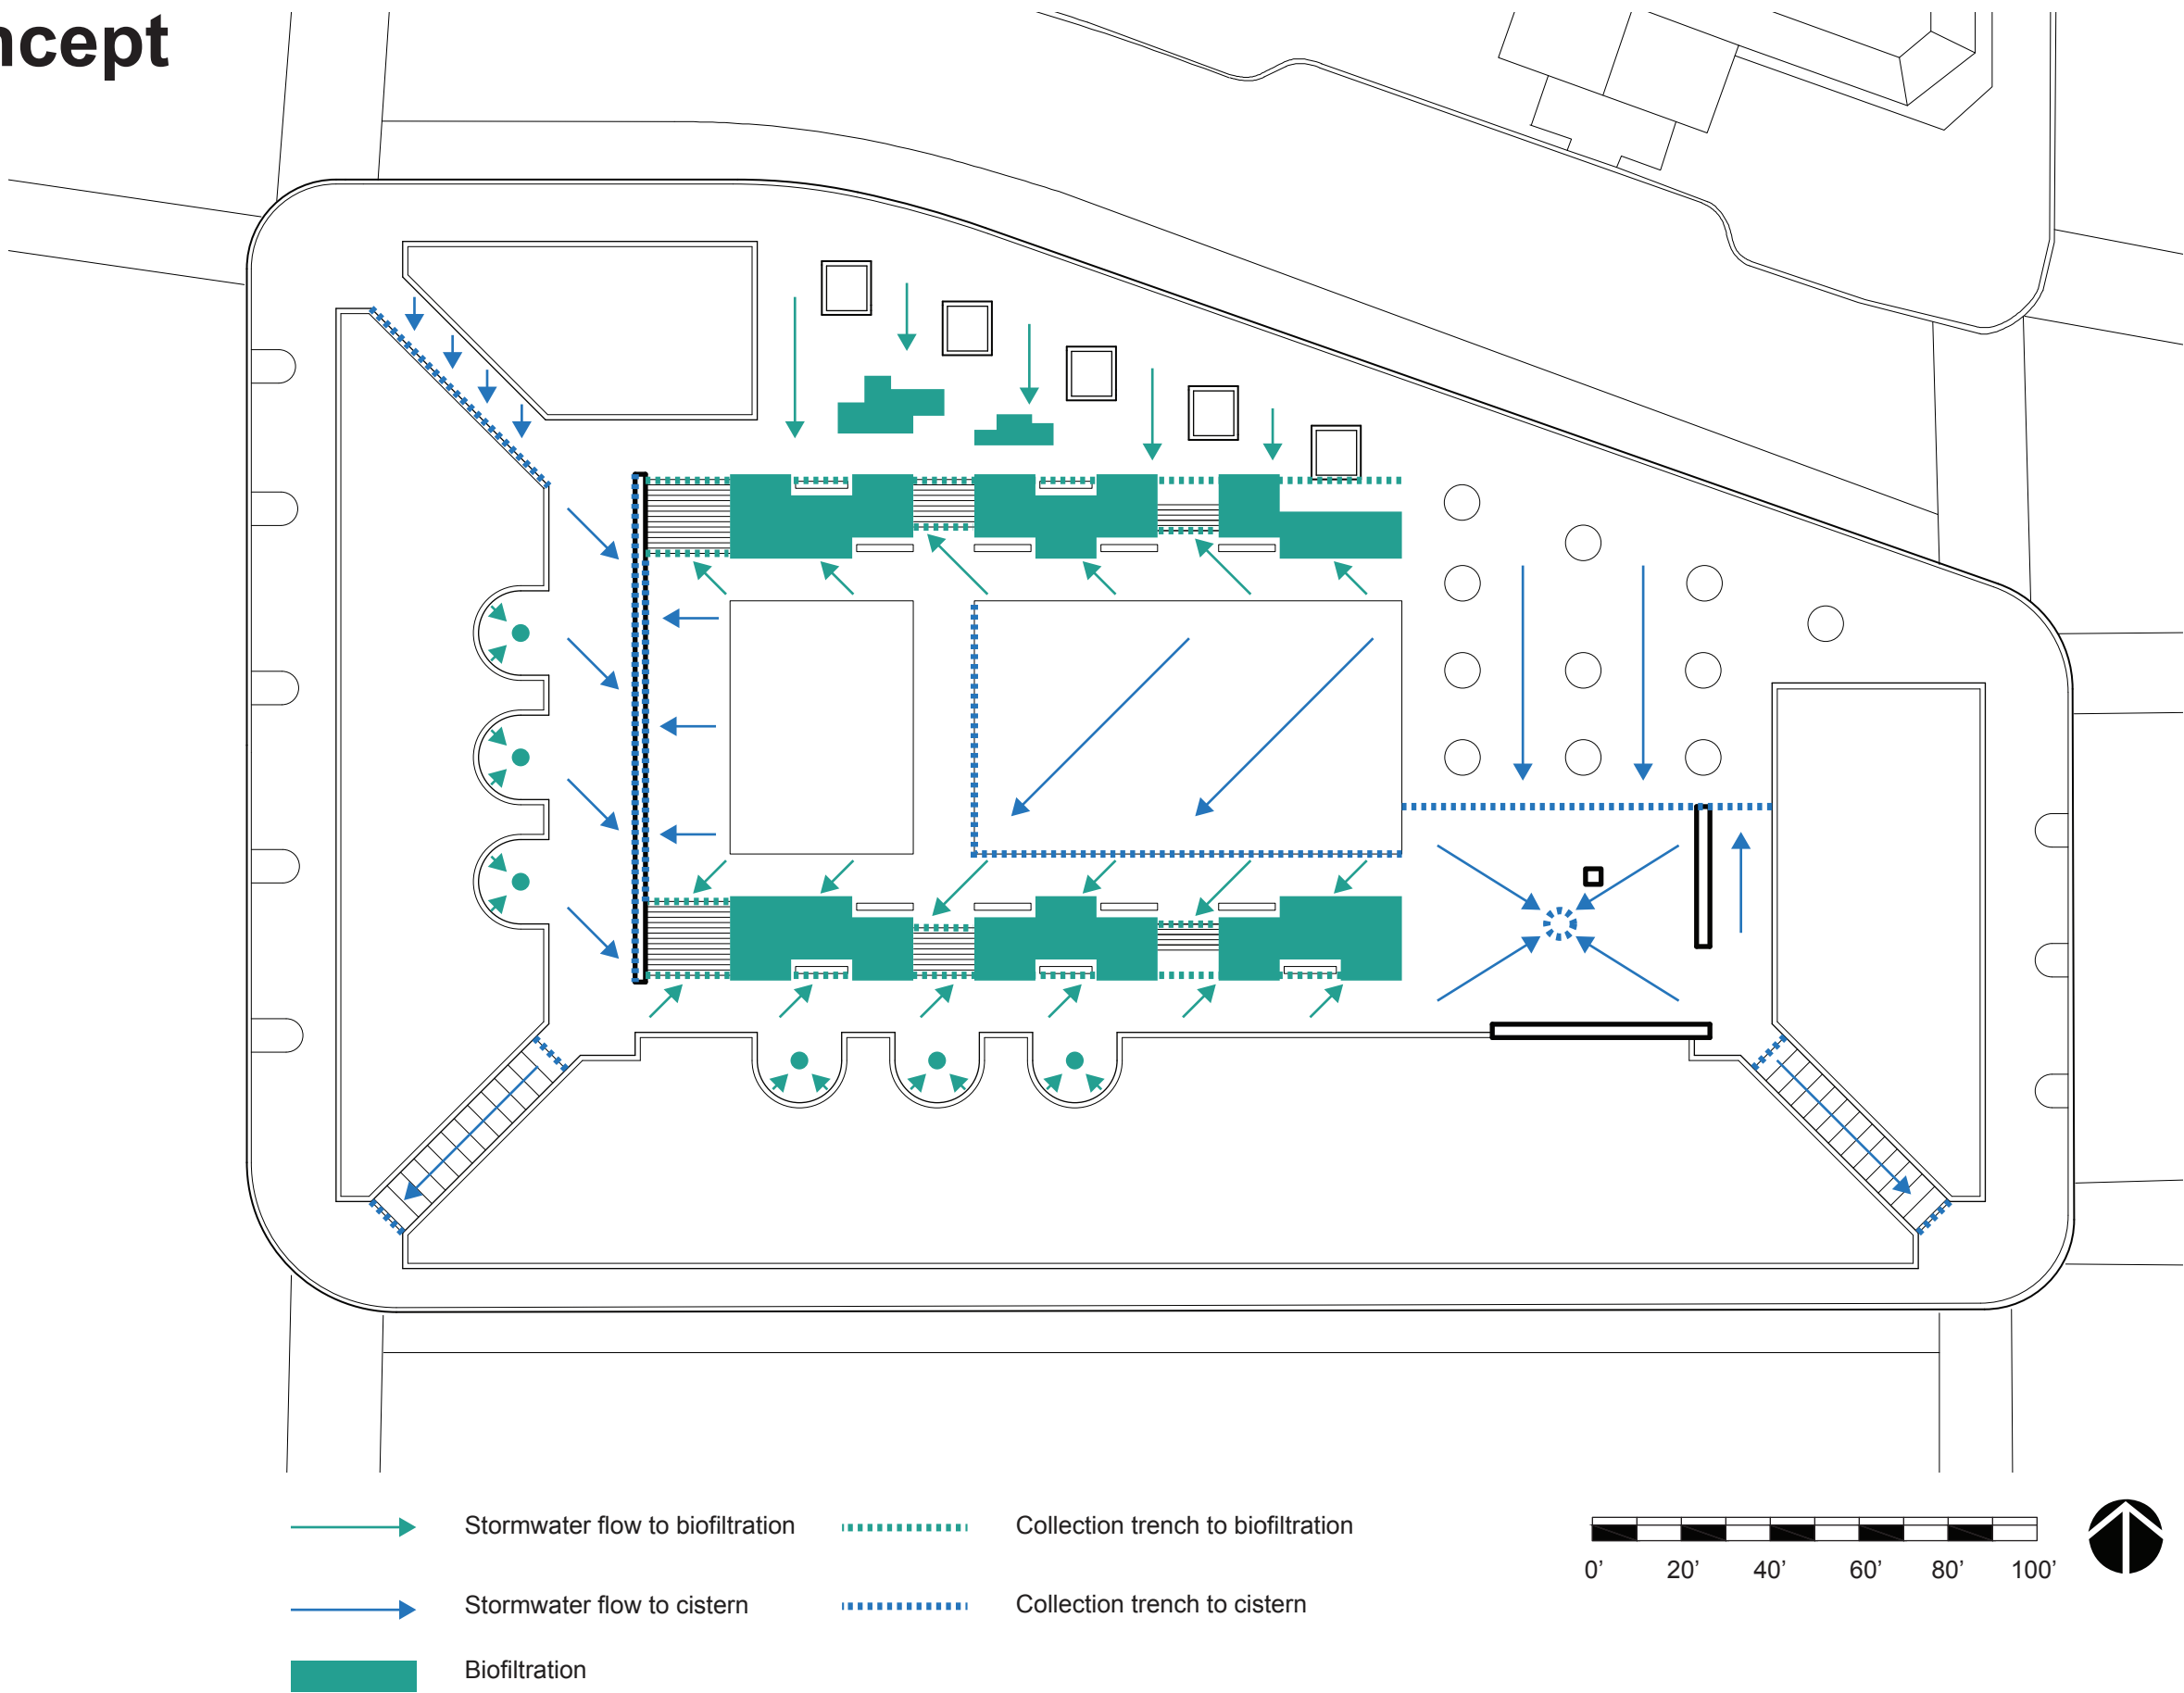 ncept
Stormwater flow to biofiltration
Collection trench to biofiltration
0’ 20’ 40’ 60’ 80’ 100’
Stormwater flow to cistern
Collection trench to cistern
Biofiltration